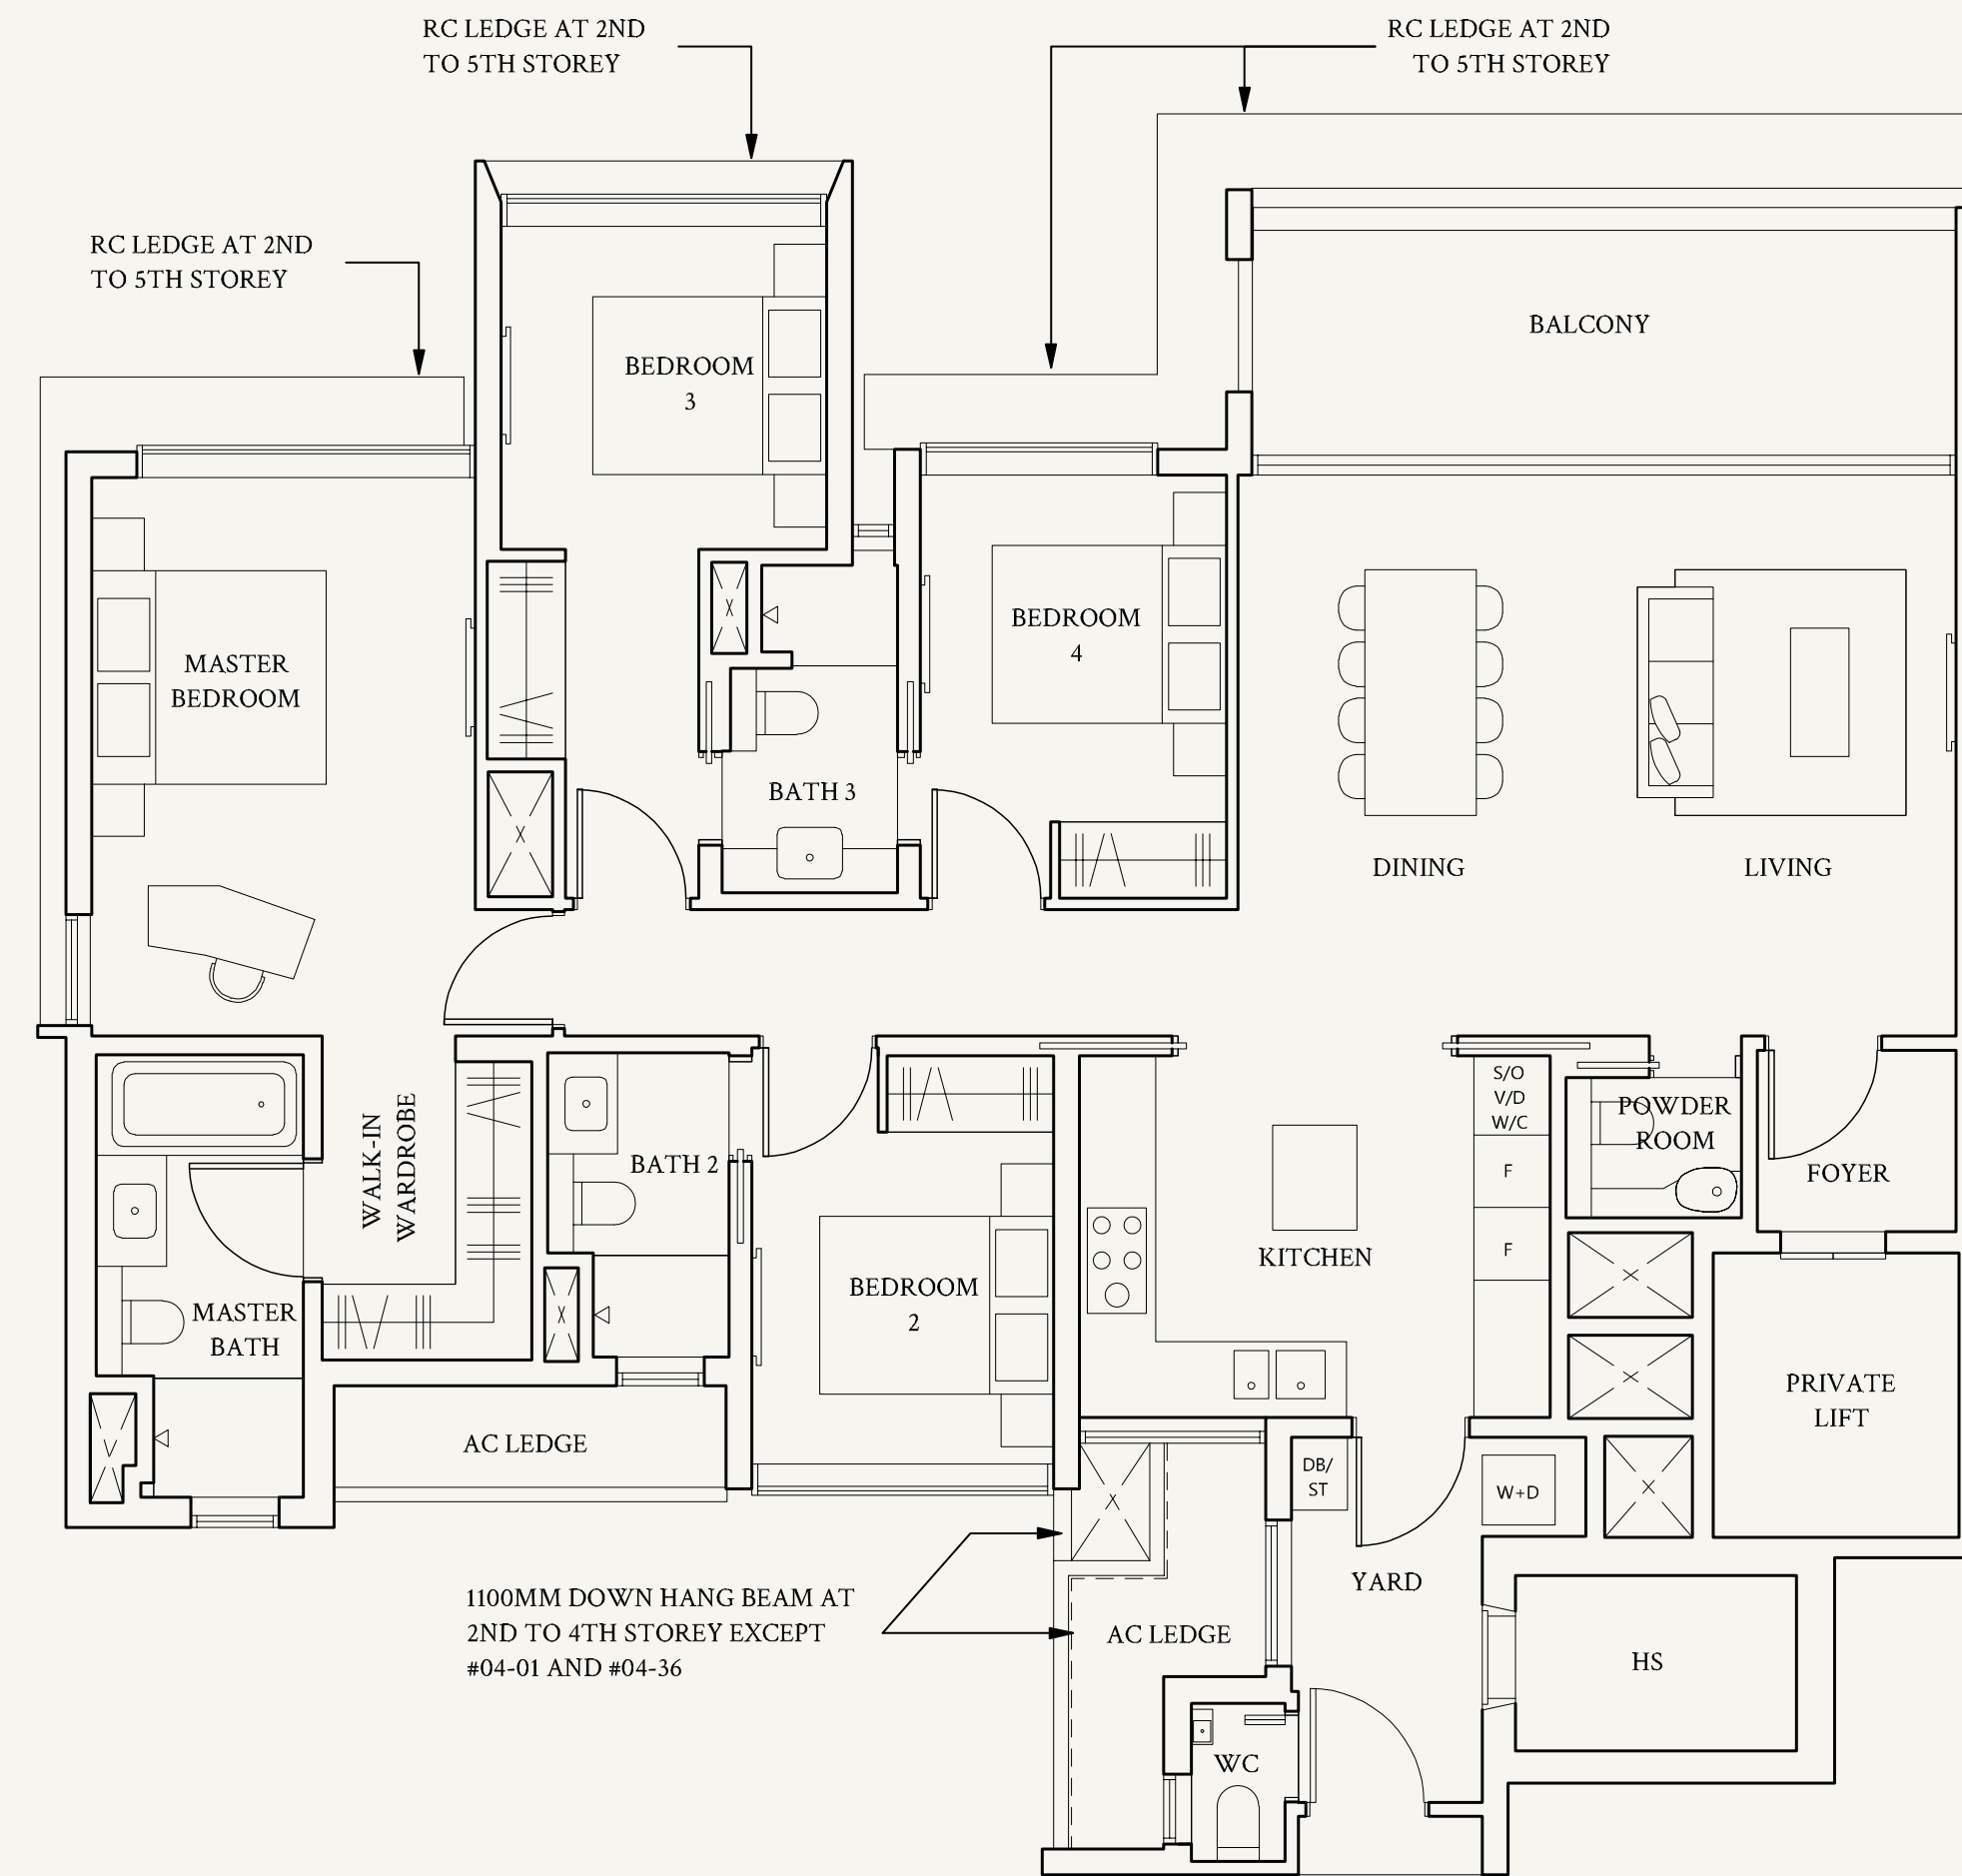 RC LEDGE AT 2ND
TO 5TH STOREY
RC LEDGE AT 2ND
TO 5TH STOREY
RC LEDGE AT 2ND
TO 5TH STOREY
BALCONY
BEDROOM
3
BEDROOM
4
MASTER
BEDROOM
BATH 3
DINING
LIVING
WALK-IN
WARDROBE
BATH 2
S/O
V/D
W/C
F
F
POWDER
ROOM
FOYER
KITCHEN
BEDROOM
2
MASTER
BATH
PRIVATE
LIFT
AC LEDGE
DB/
ST
W+D
YARD
1100MM DOWN HANG BEAM AT
2ND TO 4TH STOREY EXCEPT
#04-01 AND #04-36
AC LEDGE
HS
WC